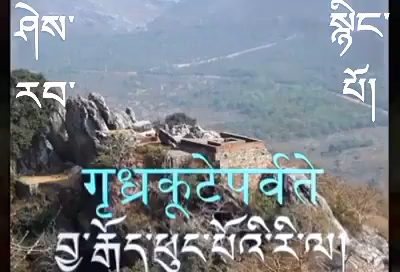 ཤེས་ སྙིང་
རབ་ པོ།
गृध्रकूटेपर्वते
བྱ་རྒོད་ཕུང་པོའི་རི་ལ།